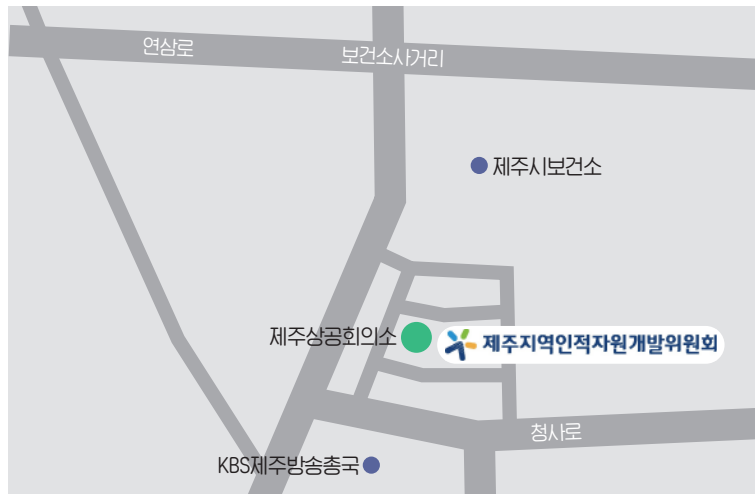 연삼로
보건소사거리
제주시보건소
제주상공회의소
제주지역인적자원개발위원회
청사로
KBS제주방송총국